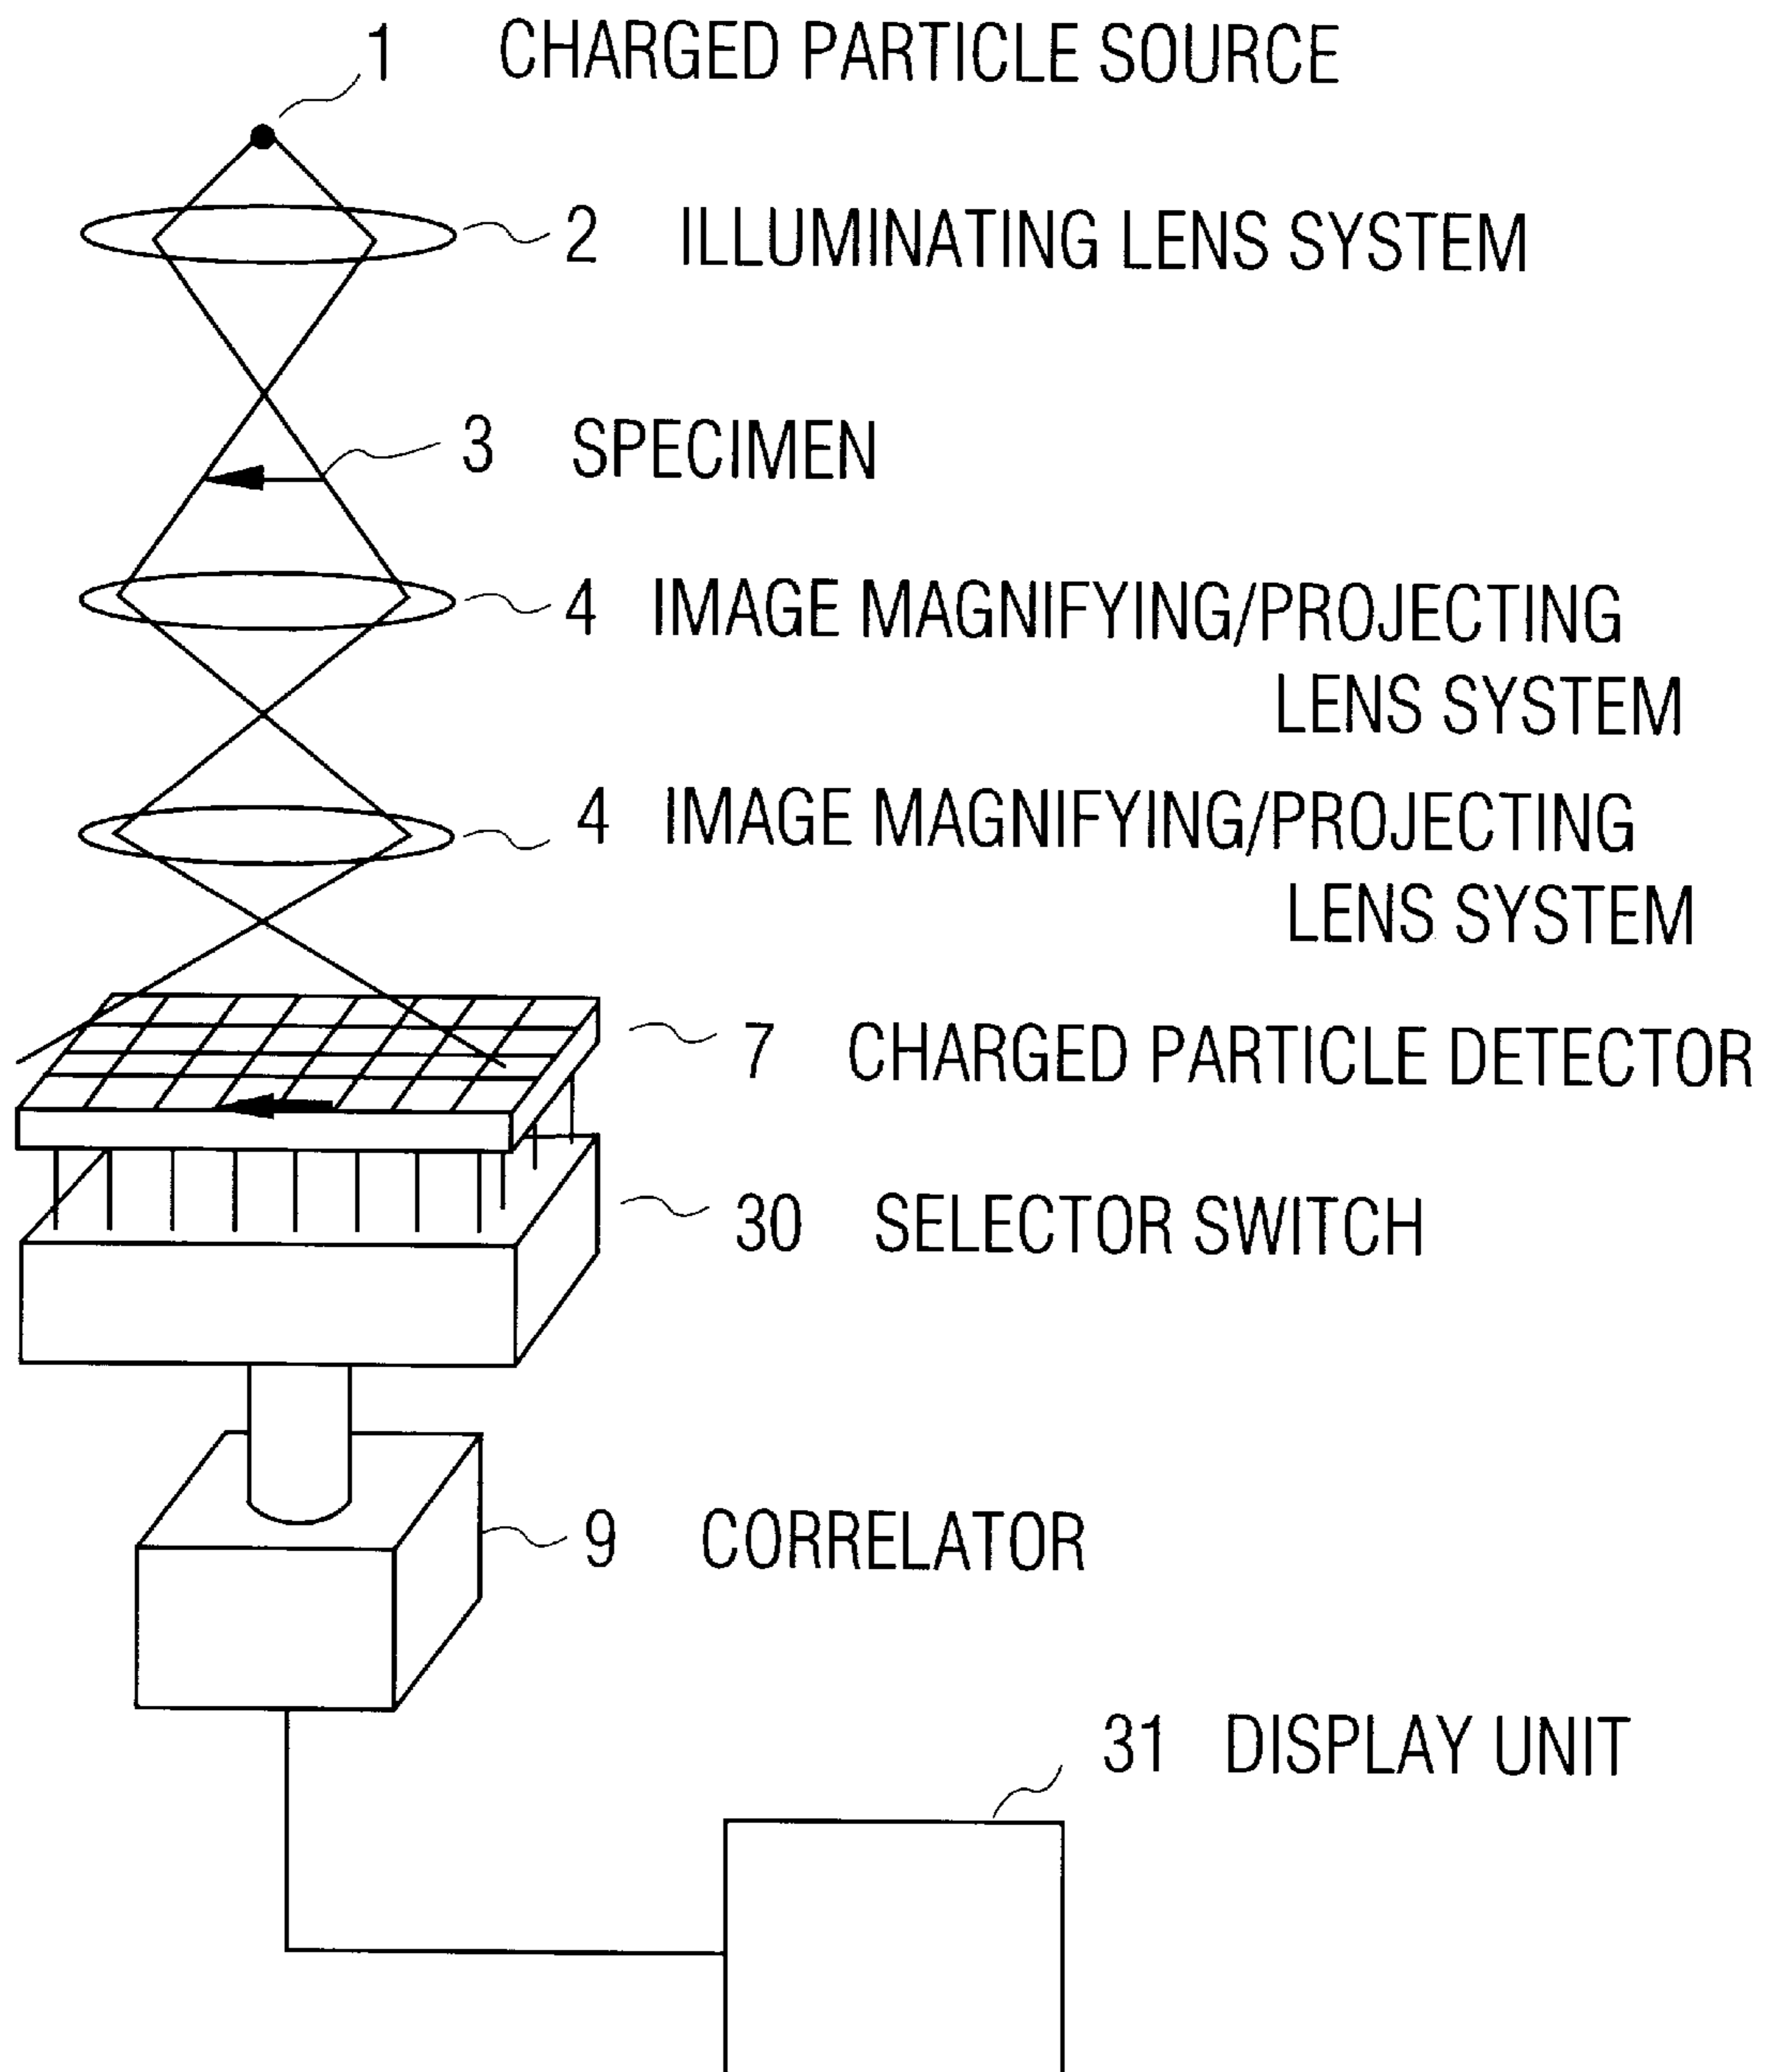 1 CHARGED PARTICLE SOURCE
2 ILLUMINATING LENS SYSTEM
3 SPECIMEN
4 IMAGE MAGNIFYING/PROJECTING
LENS SYSTEM
4 IMAGE MAGNIFYING/PROJECTING
LENS SYSTEM
7 CHARGED PARTICLE DETECTOR
30 SELECTOR SWITCH
9 CORRELATOR
31 DISPLAY UNIT